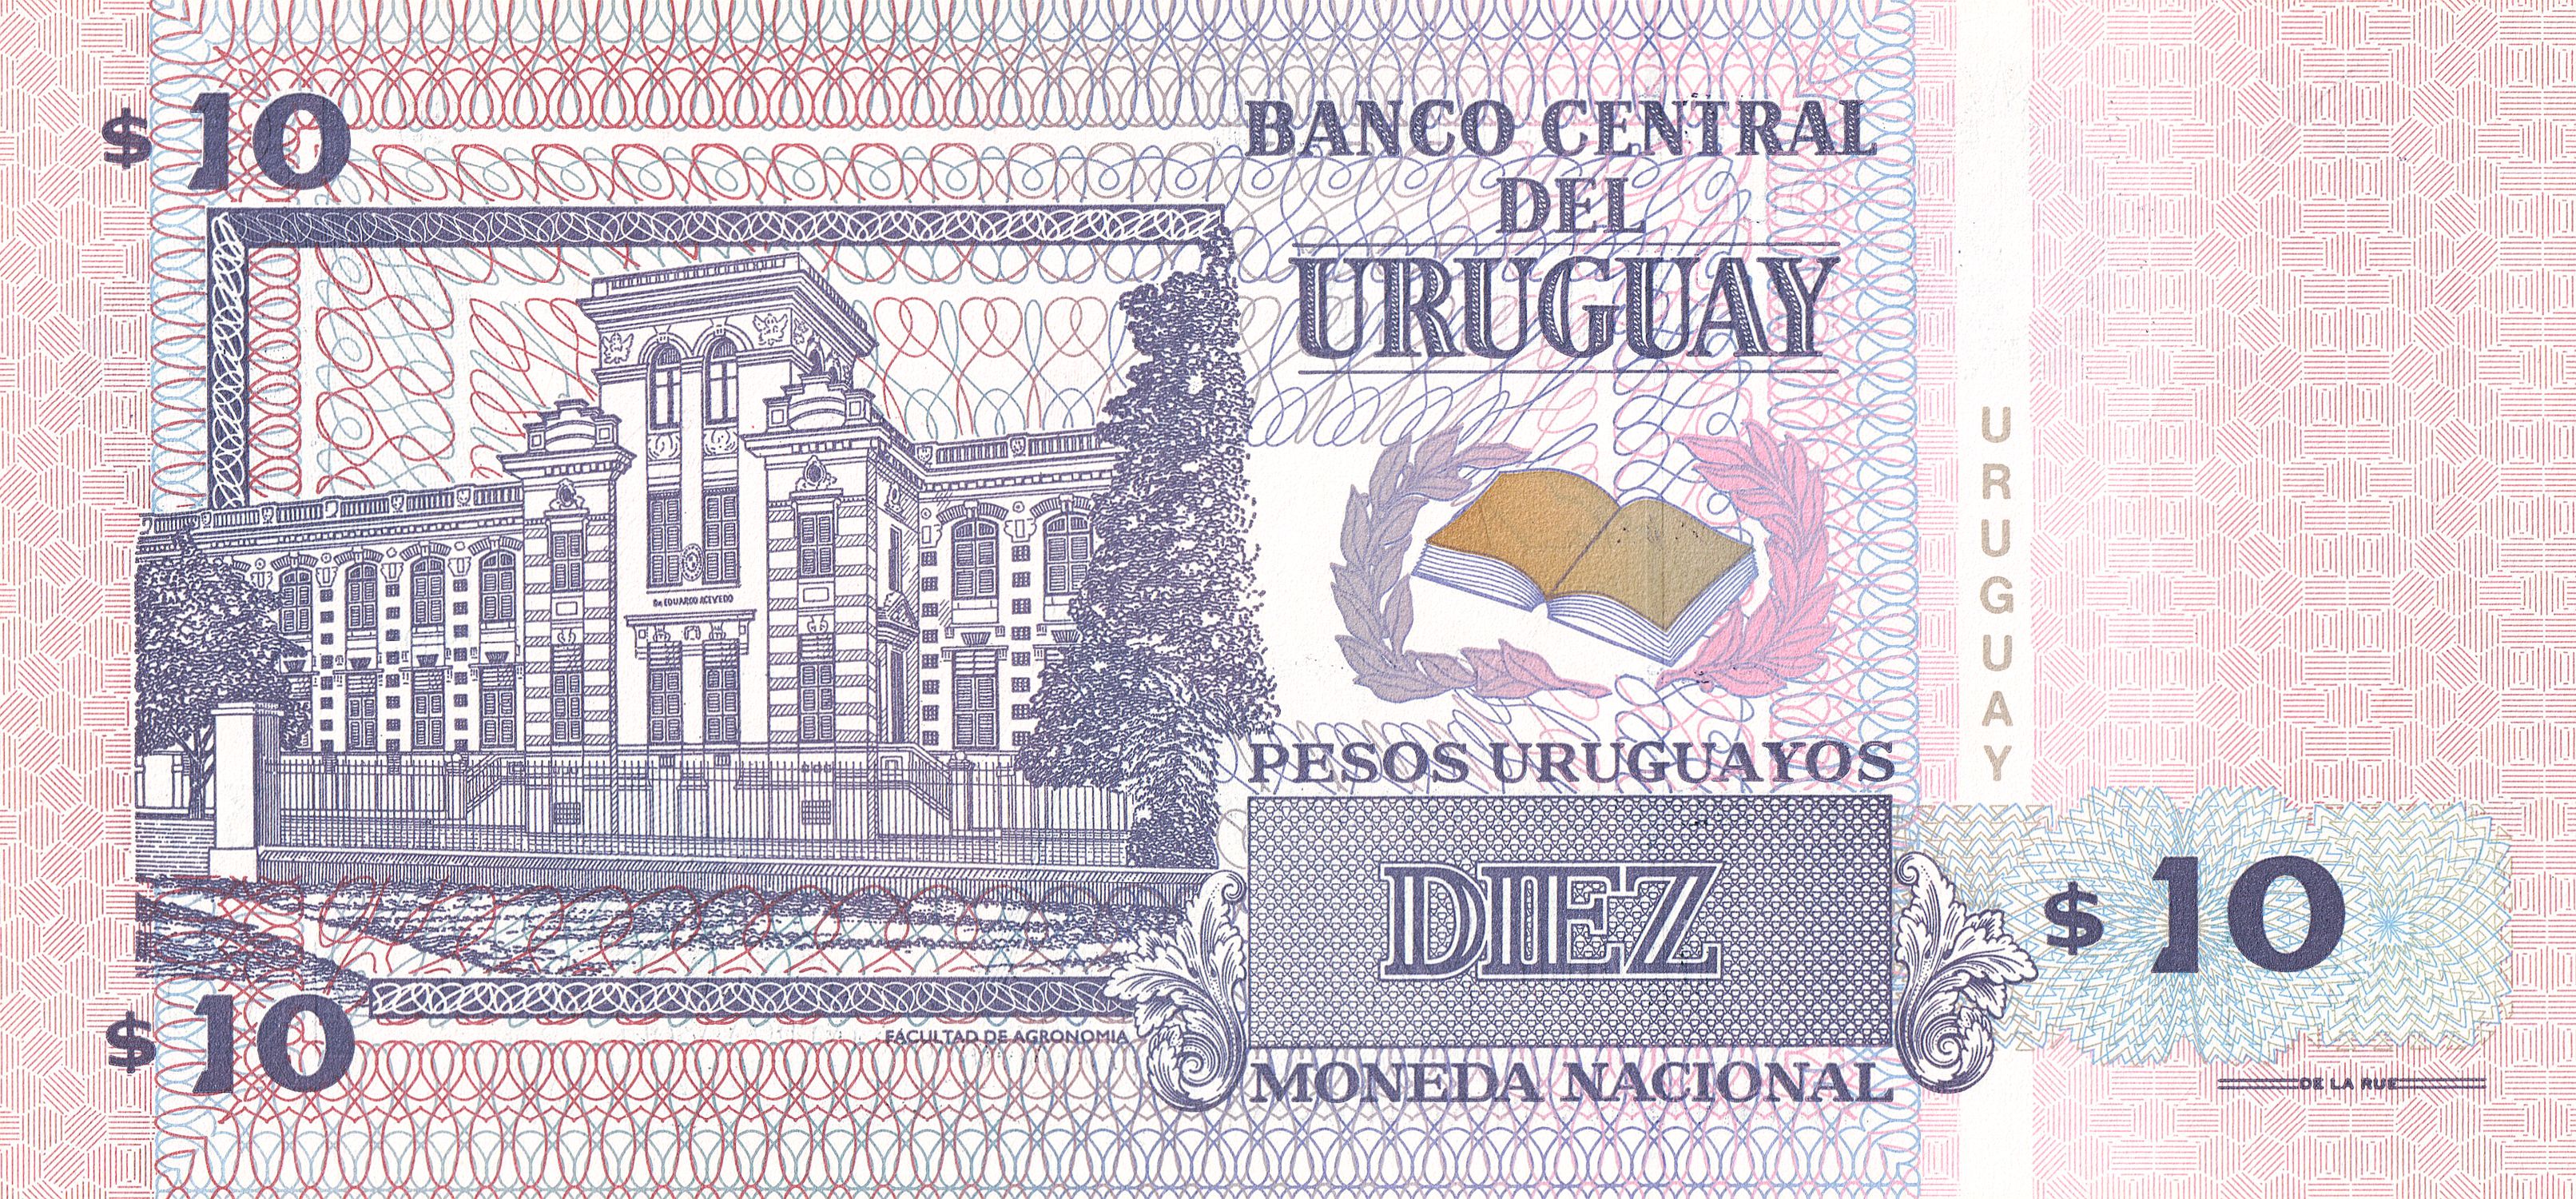 $ 10
BANCO CENTRAL
DEL
URUGUAY
Dr. EDUARDO ACEVEDO
URUGUAY
PESOS URUGUAYOS
DIEZ
$ 10
$ 10
FACULTAD DE AGRONOMIA
MONEDA NACIONAL
DE LA RUE